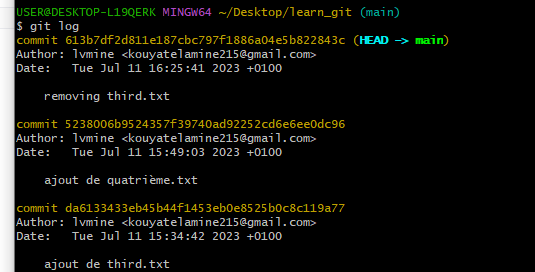 USER@DESKTOP-L19QERK MINGW64 ~/Desktop/learn_git (main)
$ git log
commit 613b7df2d811e187cbc797f1886a04e5b822843c (HEAD -> main)
Author: lvmine <kouyatelamine215@gmail.com>
Date:   Tue Jul 11 16:25:41 2023 +0100
removing third.txt
commit 5238006b9524357f39740ad92252cd6e6ee0dc96
Author: lvmine <kouyatelamine215@gmail.com>
Date:   Tue Jul 11 15:49:03 2023 +0100
ajout de quatrième.txt
commit da6133433eb45b44f1453eb0e8525b0c8c119a77
Author: lvmine <kouyatelamine215@gmail.com>
Date:   Tue Jul 11 15:34:42 2023 +0100
ajout de third.txt